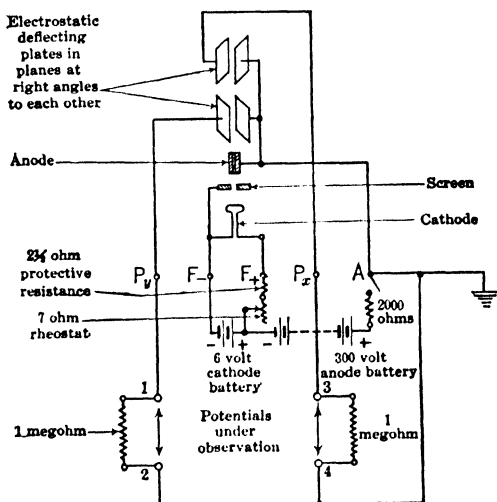 Electrostatic
deflecting
plates in
planes at
right angles
to each other
Anode
Screen
Cathode
2¾ ohm
protective
resistance
7 ohm
rheostat
Py
F-
F+
Px
A
2000
ohms
- +
- +
6 volt
cathode
battery
300 volt
anode battery
1
2
1 megohm
Potentials
under
observation
3
4
1
megohm